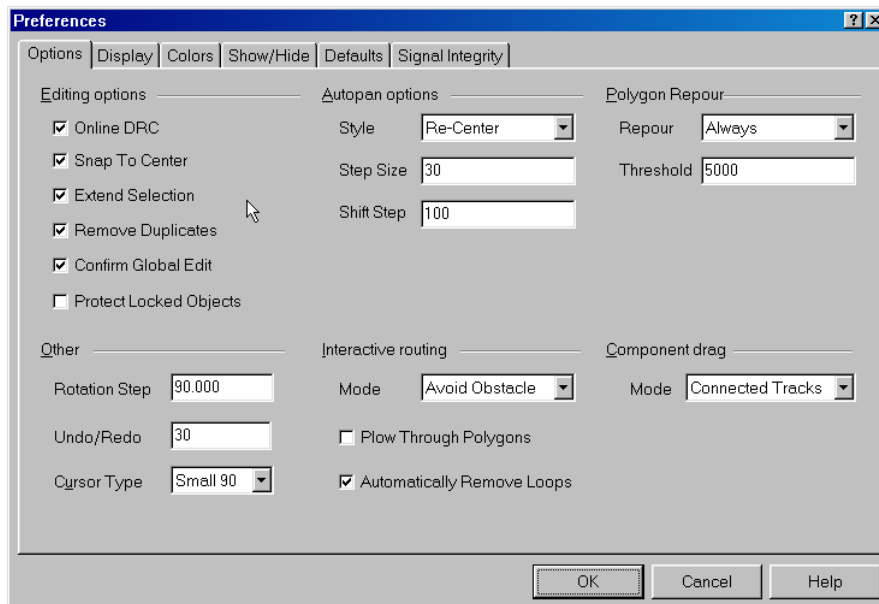 Preferences
Options Display Colors Show/Hide Defaults Signal Integrity
Editing options
Online DRC
Snap To Center
Extend Selection
Remove Duplicates
Confirm Global Edit
Protect Locked Objects
Autopan options
Style Re-Center
Step Size 30
Shift Step 100
Polygon Repour
Repour Always
Threshold 5000
Other
Rotation Step 90.000
Undo/Redo 30
Cursor Type Small 90
Interactive routing
Mode Avoid Obstacle
Plow Through Polygons
Automatically Remove Loops
Component drag
Mode Connected Tracks
OK Cancel Help